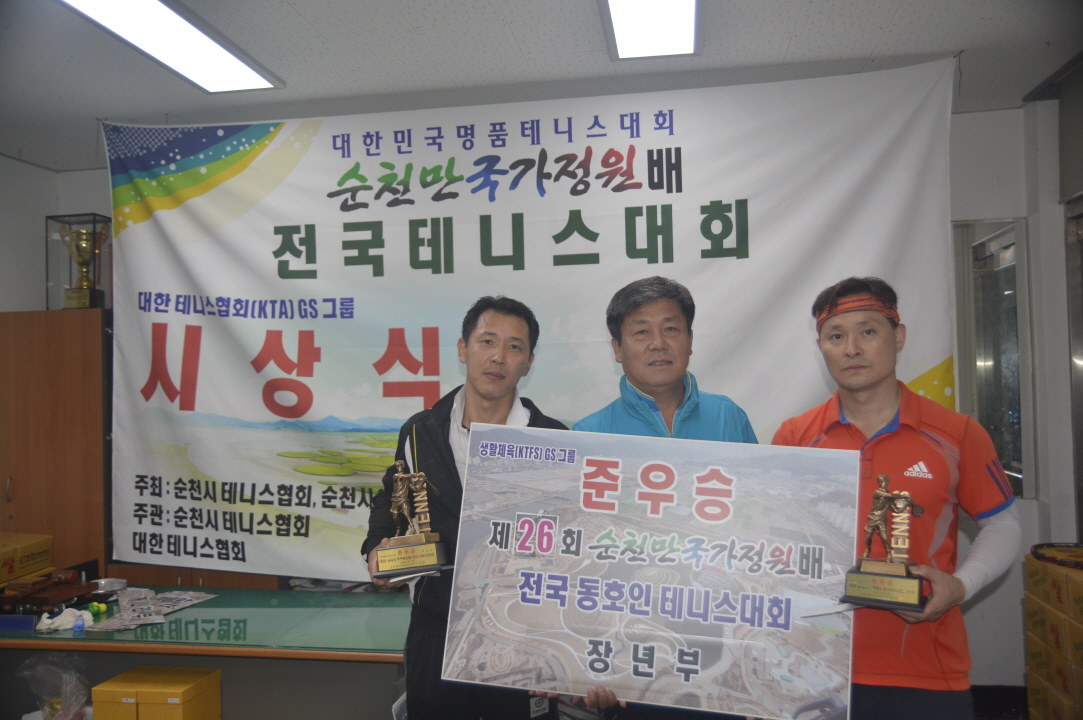 대한민국명품테니스대회
순천만국가정원배
전국테니스대회
대한 테니스협회(KTA) GS 그룹
시상식
주최 : 순천시 테니스협회, 순천시
주관 : 순천시 테니스협회
대한 테니스협회
생활체육(KTFS) GS 그룹
준우승
제 26 회 순천만국가정원배
전국 동호인 테니스대회
장년부
adidas
TENNIS
TENNIS